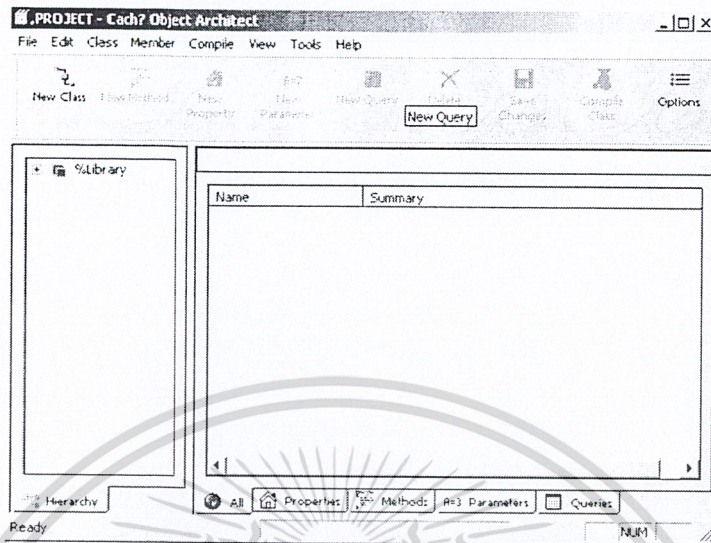 .PROJECT - Cach? Object Architect
File Edit Class Member Compile View Tools Help
New Class New Method New Property New Parameter New Query Delete Save Changes Compile Class Options
New Query
%Library
Name Summary
Hierarchy
All Properties Methods A=3 Parameters Queries
Ready
NUM